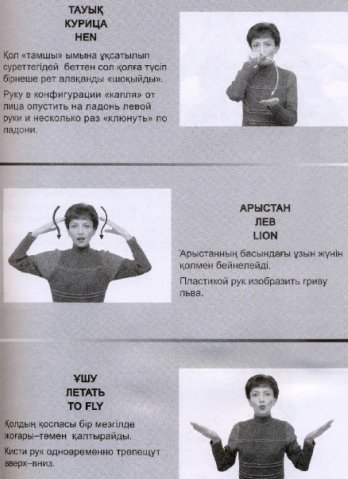 ТАУЫҚ
КУРИЦА
HEN
Қол «тамшы» ымына ұқсатылып
суреттегідей беттен сол қолға түсіп
бірнеше рет алақанды «шоқыйды».
Руку в конфигурации «капля» от
лица опустить на ладонь левой
руки и несколько раз «клюнуть» по
ладони.
АРЫСТАН
ЛЕВ
LION
Арыстанның басындағы ұзын жүнін
қолмен бейнелейді.
Пластикой рук изобразить гриву
льва.
ҰШУ
ЛЕТАТЬ
TO FLY
Қолдың қоспасы бір мезгілде
жоғары–төмен қалтырайды.
Кисти рук одновременно трепещут
вверх–вниз.